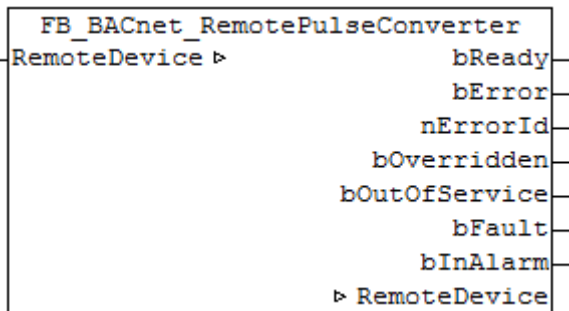 FB_BACnet_RemotePulseConverter
RemoteDevice ▹ bReady
bError
nErrorId
bOverridden
bOutOfService
bFault
bInAlarm
▹ RemoteDevice